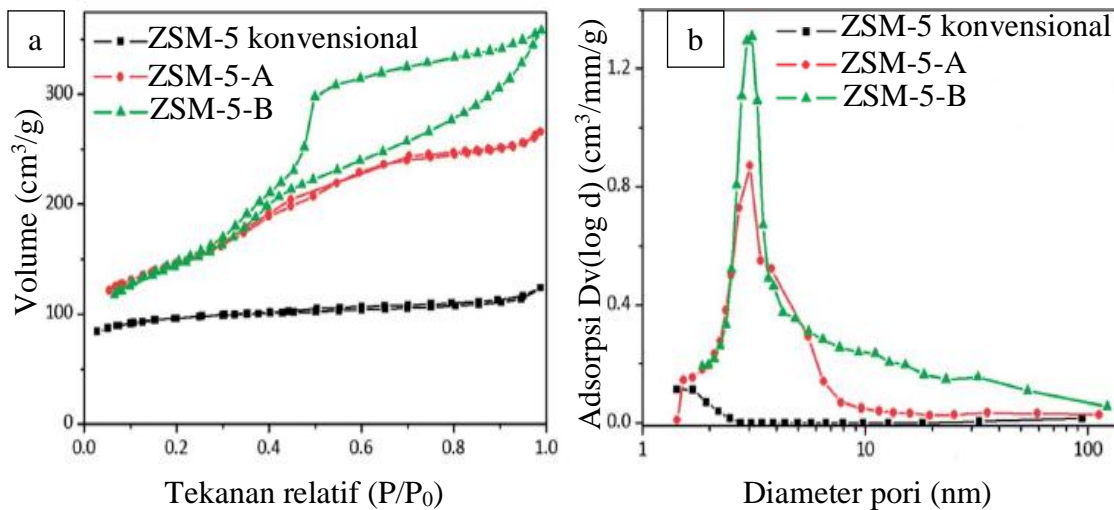 a
ZSM-5 konvensional
ZSM-5-A
ZSM-5-B
Volume (cm³/g)
300
200
100
0
0.0 0.2 0.4 0.6 0.8 1.0
Tekanan relatif (P/P₀)
b
ZSM-5 konvensional
ZSM-5-A
ZSM-5-B
Adsorpsi Dv(log d) (cm³/mm/g)
1.2
0.8
0.4
0.0
1 10 100
Diameter pori (nm)